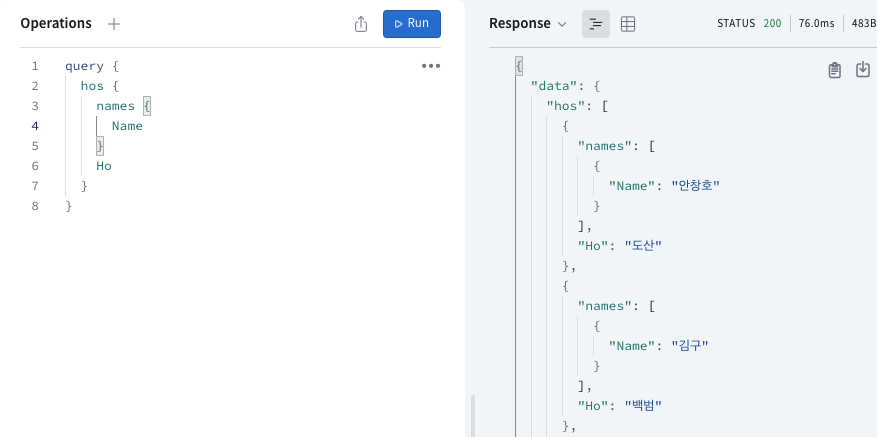 Operations +
Run
1 query {
2 hos {
3 names {
4 Name
5 }
6 Ho
7 }
8 }
Response
STATUS 200 76.0ms 483B
{
"data": {
"hos": [
{
"names": [
{
"Name": "안창호"
}
],
"Ho": "도산"
},
{
"names": [
{
"Name": "김구"
}
],
"Ho": "백범"
},